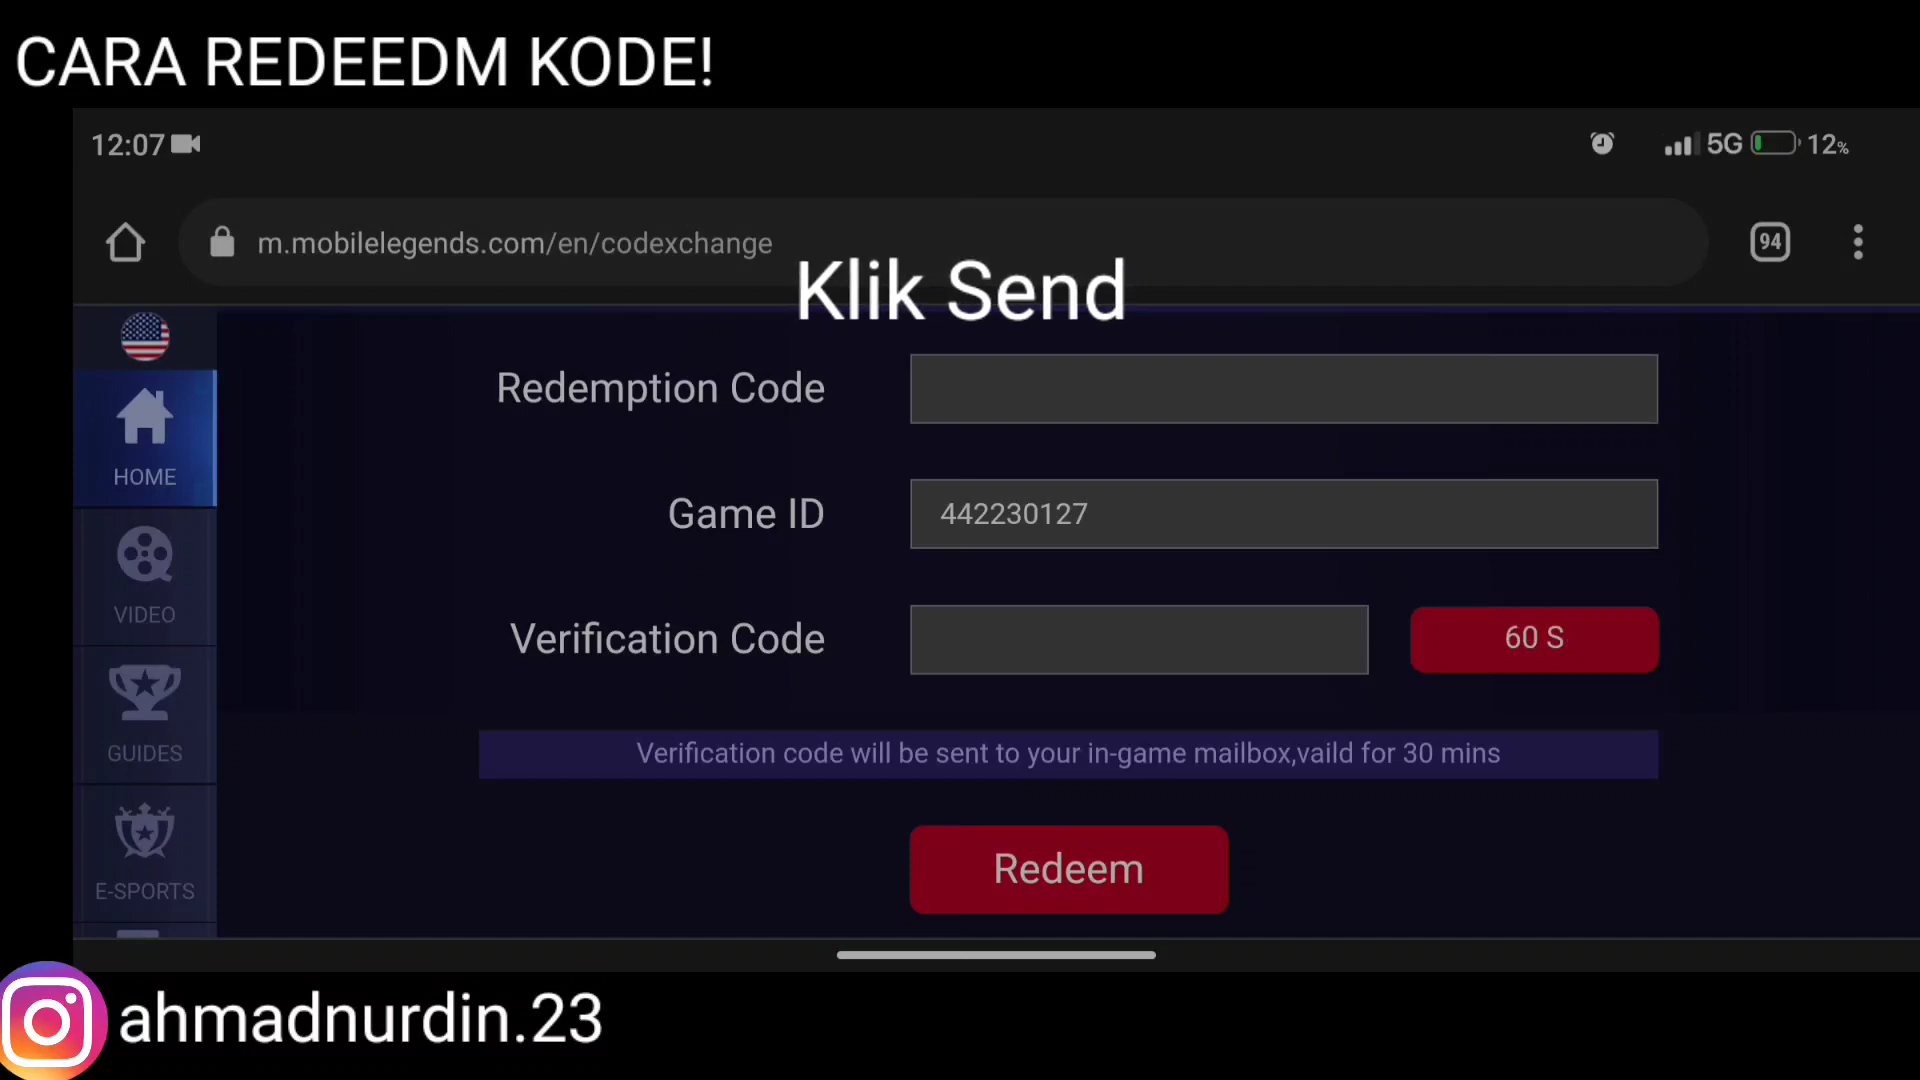 CARA REDEEDM KODE!
12:07
5G 12%
m.mobilelegends.com/en/codexchange
94
Klik Send
Redemption Code
HOME
Game ID 442230127
VIDEO
Verification Code 60 S
GUIDES
Verification code will be sent to your in-game mailbox,vaild for 30 mins
Redeem
E-SPORTS
ahmadnurdin.23